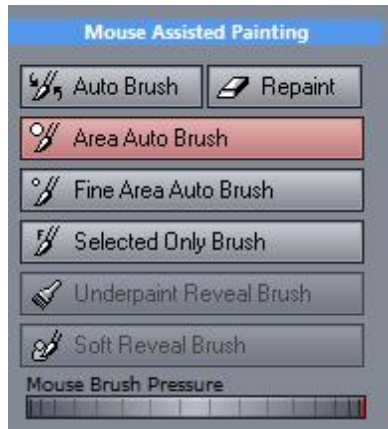 Mouse Assisted Painting
Auto Brush Repaint
Area Auto Brush
Fine Area Auto Brush
Selected Only Brush
Underpaint Reveal Brush
Soft Reveal Brush
Mouse Brush Pressure